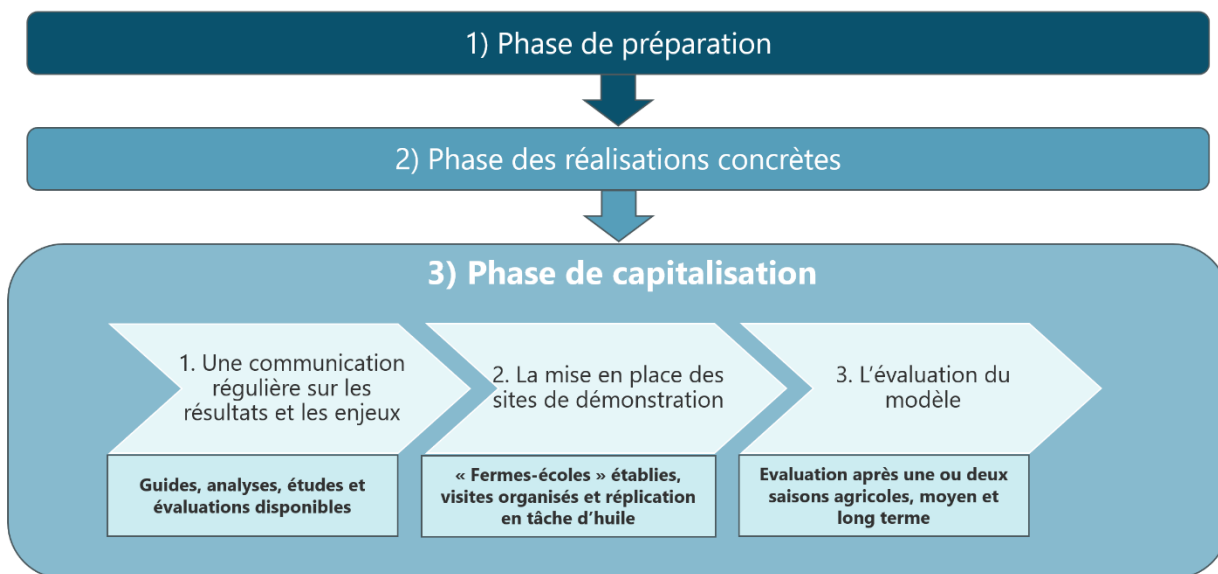 1) Phase de préparation
2) Phase des réalisations concrètes
3) Phase de capitalisation
1. Une communication
régulière sur les
résultats et les enjeux
Guides, analyses, études et
évaluations disponibles
2. La mise en place des
sites de démonstration
« Fermes-écoles » établies,
visites organisés et réplication
en tâche d’huile
3. L’évaluation du
modèle
Evaluation après une ou deux
saisons agricoles, moyen et
long terme